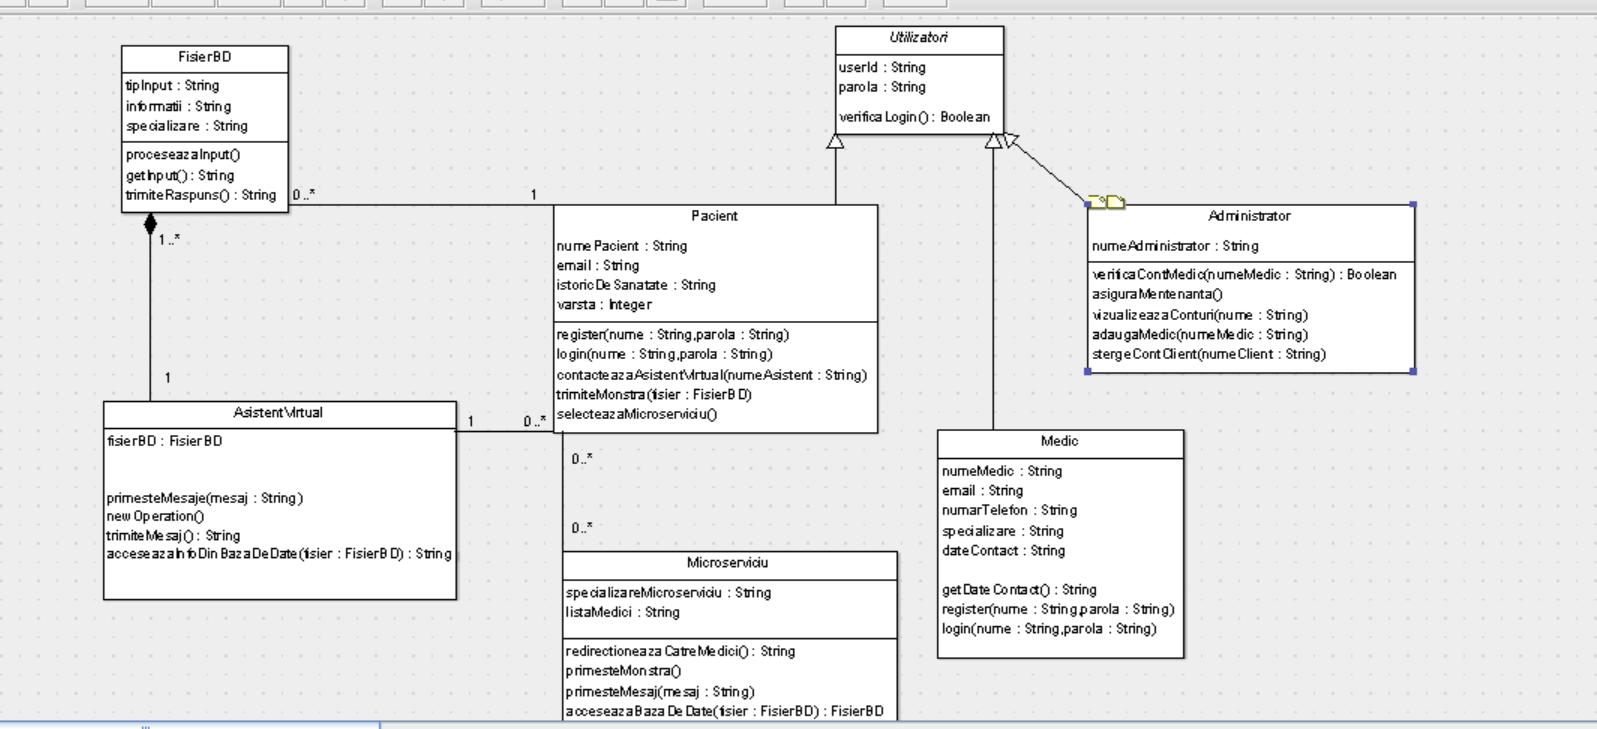 FisierBD
tipInput : String
informatii : String
specializare : String
proceseazaInput()
getInput() : String
trimiteRaspuns() : String
0..*
1
1..*
1
Utilizatori
userId : String
parola : String
verificaLogin() : Boolean
Pacient
numePacient : String
email : String
istoricDeSanatate : String
varsta : Integer
register(nume : String,parola : String)
login(nume : String,parola : String)
contacteazaAsistentVirtual(numeAsistent : String)
trimiteMonstra(fisier : FisierBD)
selecteazaMicroserviciu()
Administrator
numeAdministrator : String
verificaContMedic(numeMedic : String) : Boolean
asiguraMentenanta()
vizualizeazaConturi(nume : String)
adaugaMedic(numeMedic : String)
stergeContClient(numeClient : String)
AsistentVirtual
fisierBD : FisierBD
primesteMesaje(mesaj : String)
newOperation()
trimiteMesaj() : String
acceseazaInfoDinBazaDeDate(fisier : FisierBD) : String
1
0..*
0..*
0..*
Medic
numeMedic : String
email : String
numarTelefon : String
specializare : String
dateContact : String
getDateContact() : String
register(nume : String,parola : String)
login(nume : String,parola : String)
Microserviciu
specializareMicroserviciu : String
listaMedici : String
redirectioneazaCatreMedici() : String
primesteMonstra()
primesteMesaj(mesaj : String)
acceseazaBazaDeDate(fisier : FisierBD) : FisierBD